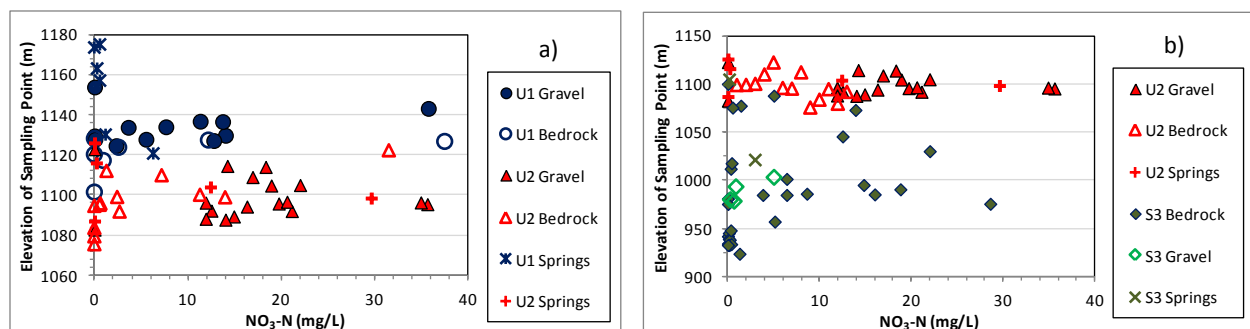 a)
Elevation of Sampling Point (m)
1180
1160
1140
1120
1100
1080
1060
0 10 20 30 40
NO3-N (mg/L)
U1 Gravel
U1 Bedrock
U2 Gravel
U2 Bedrock
U1 Springs
U2 Springs
b)
Elevation of Sampling Point (m)
1150
1100
1050
1000
950
900
0 10 20 30 40
NO3-N (mg/L)
U2 Gravel
U2 Bedrock
U2 Springs
S3 Bedrock
S3 Gravel
S3 Springs